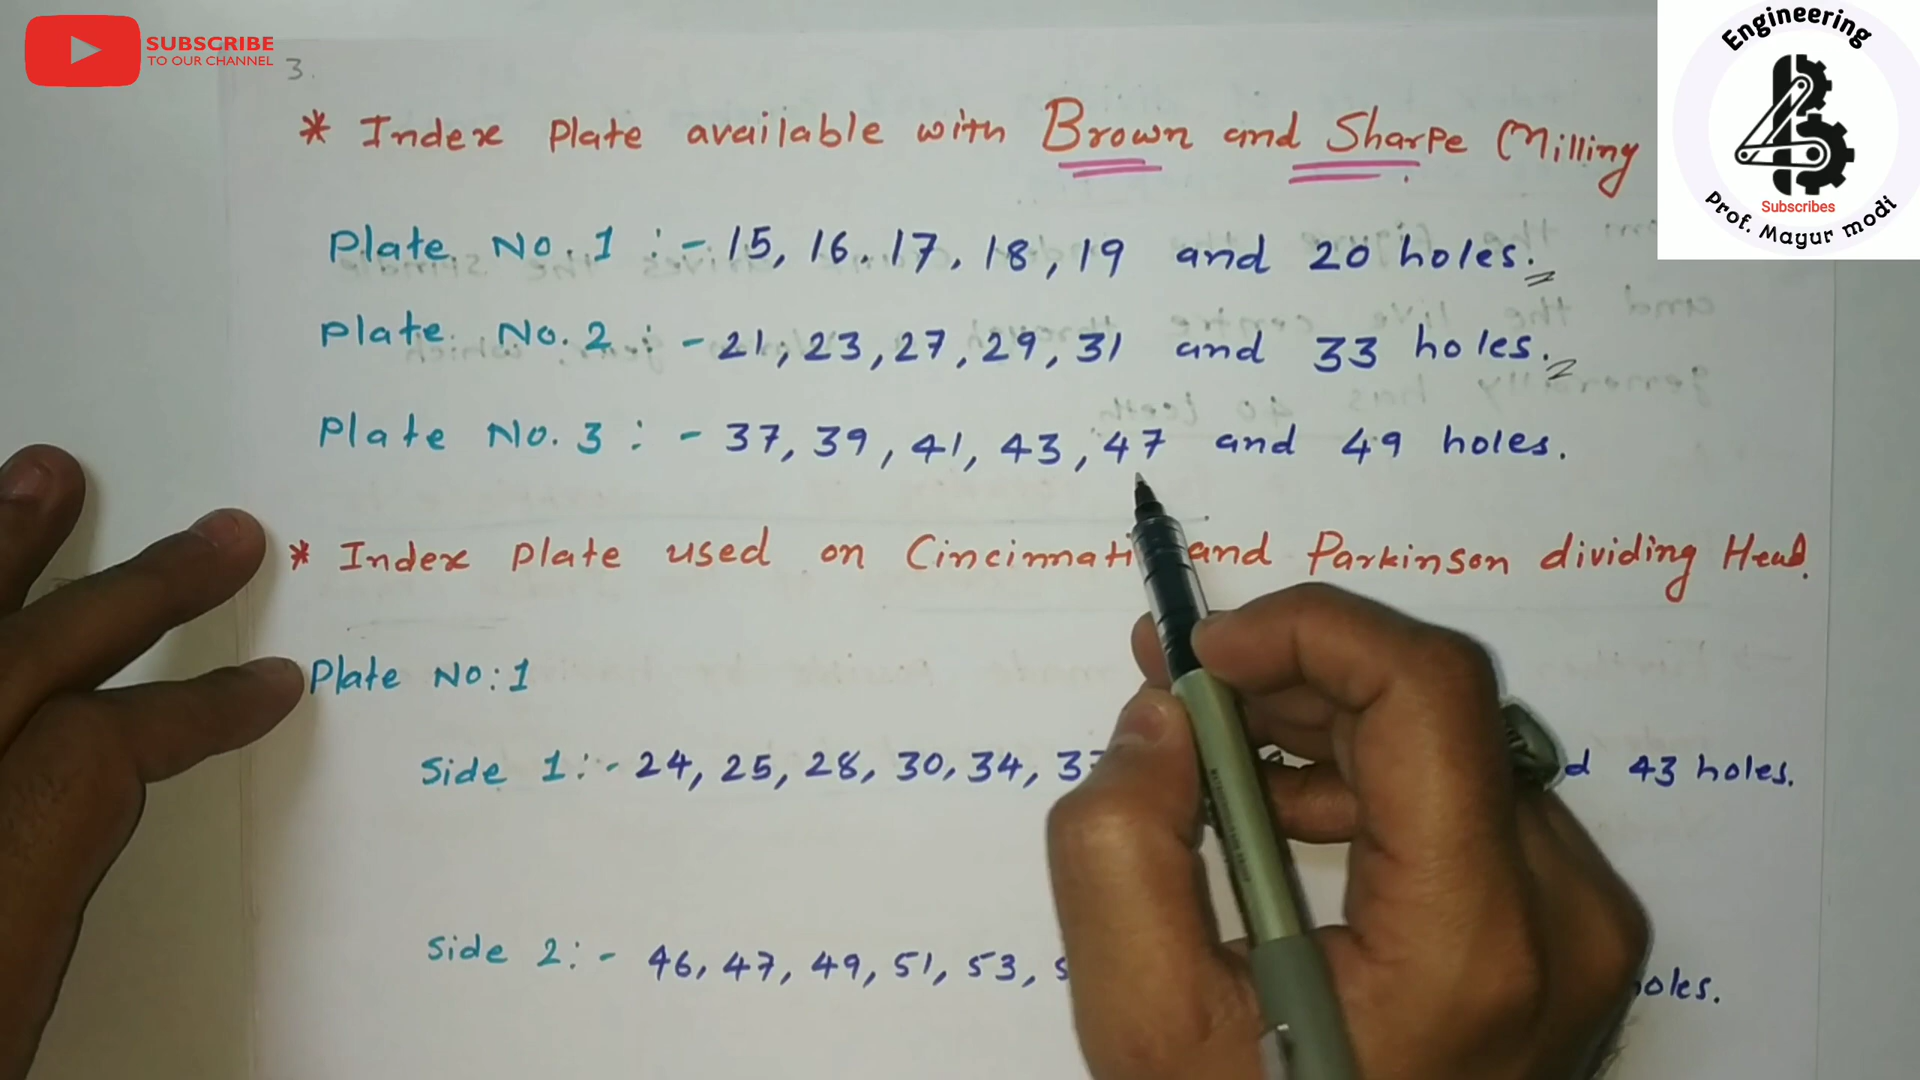 SUBSCRIBE
TO OUR CHANNEL
Engineering
Subscribes
Prof. Mayur modi
3.
* Index Plate available with Brown and Sharpe Milling
Plate No. 1 :- 15, 16, 17, 18, 19 and 20 holes.
Plate No. 2 :- 21, 23, 27, 29, 31 and 33 holes.
Plate No. 3 :- 37, 39, 41, 43, 47 and 49 holes.
* Index plate used on Cincinnati and Parkinson dividing Head.
Plate No:1
Side 1:- 24, 25, 28, 30, 34, 43 holes.
Side 2:- 46, 47, 49, 51, 53, holes.